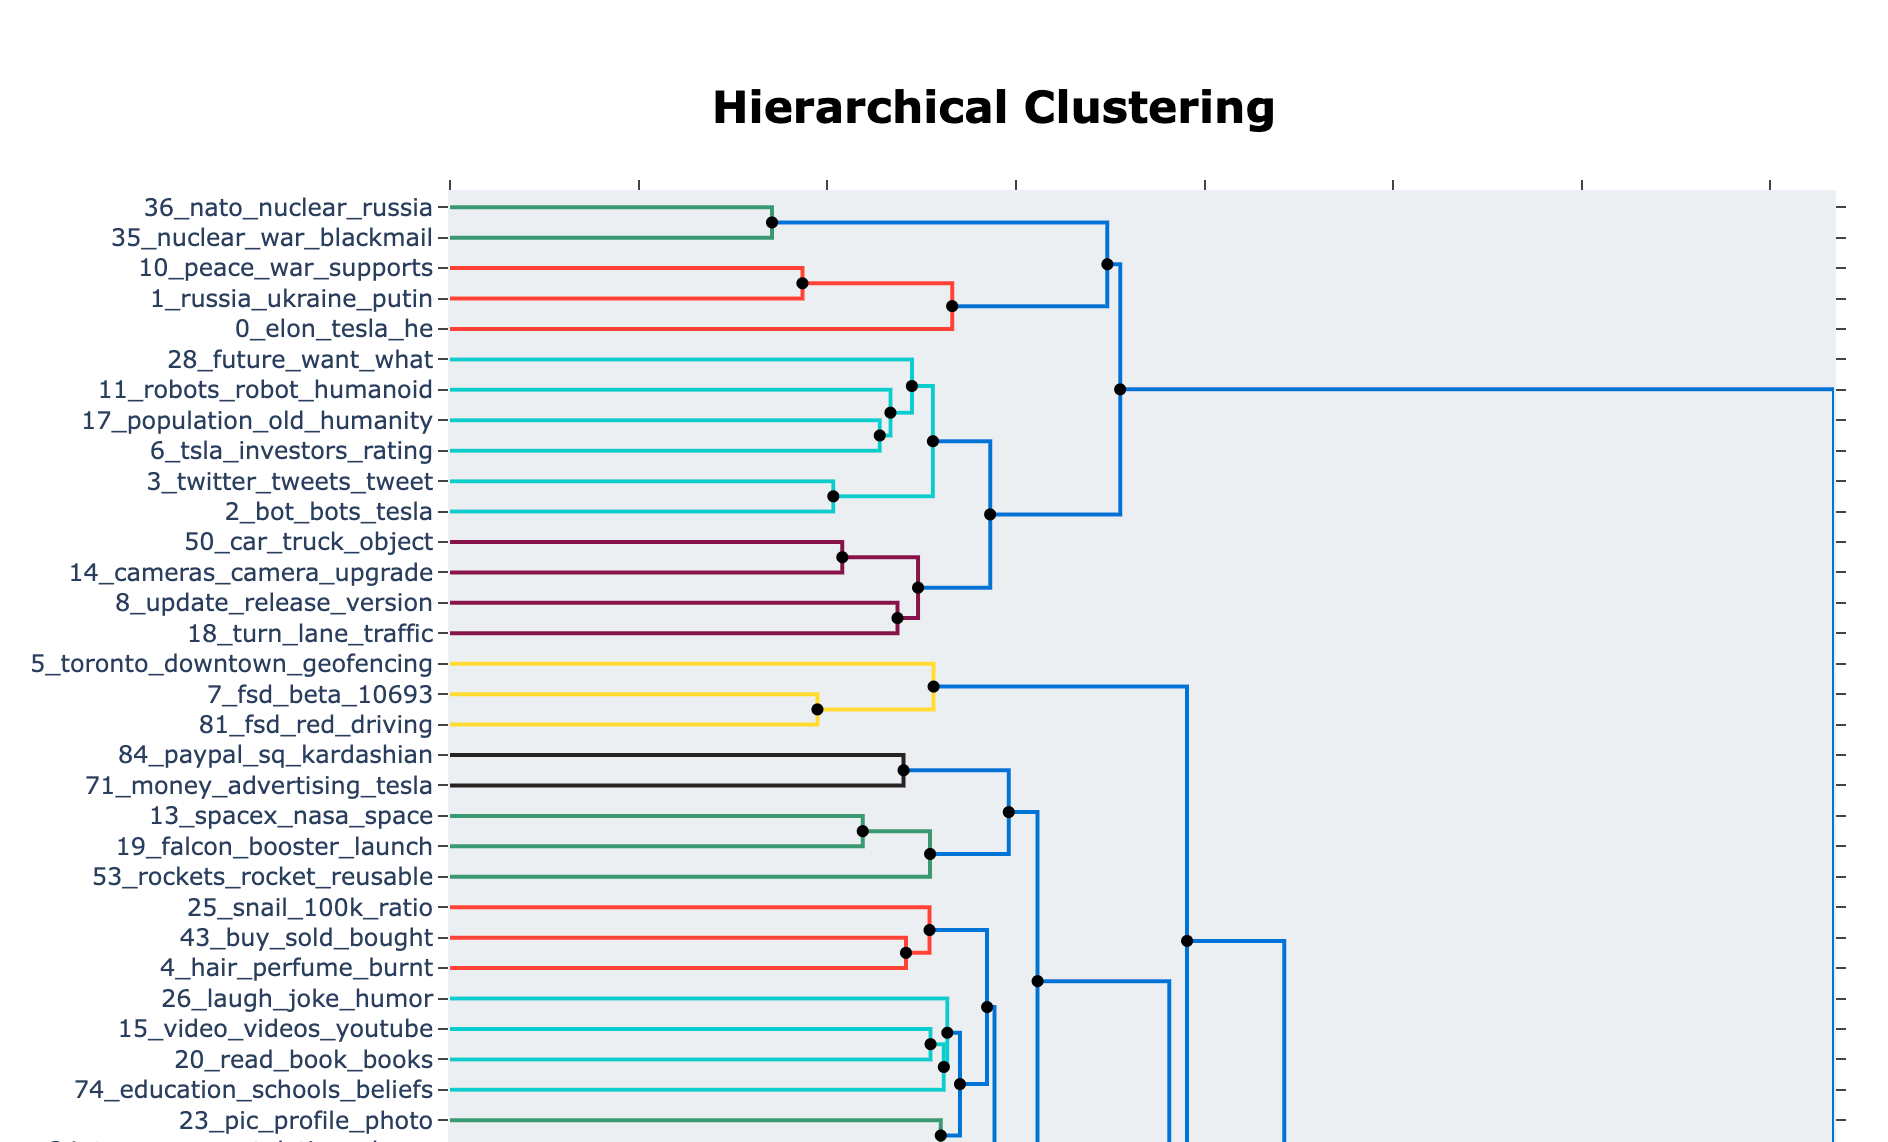 Hierarchical Clustering
36_nato_nuclear_russia
35_nuclear_war_blackmail
10_peace_war_supports
1_russia_ukraine_putin
0_elon_tesla_he
28_future_want_what
11_robots_robot_humanoid
17_population_old_humanity
6_tsla_investors_rating
3_twitter_tweets_tweet
2_bot_bots_tesla
50_car_truck_object
14_cameras_camera_upgrade
8_update_release_version
18_turn_lane_traffic
5_toronto_downtown_geofencing
7_fsd_beta_10693
81_fsd_red_driving
84_paypal_sq_kardashian
71_money_advertising_tesla
13_spacex_nasa_space
19_falcon_booster_launch
53_rockets_rocket_reusable
25_snail_100k_ratio
43_buy_sold_bought
4_hair_perfume_burnt
26_laugh_joke_humor
15_video_videos_youtube
20_read_book_books
74_education_schools_beliefs
23_pic_profile_photo